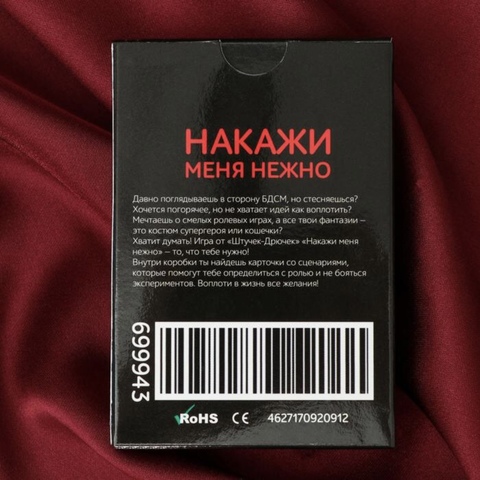 НАКАЖИ
МЕНЯ НЕЖНО
Давно поглядываешь в сторону БДСМ, но стесняешься?
Хочется погорячее, но не хватает идей как воплотить?
Мечтаешь о смелых ролевых играх, а все твои фантазии –
это костюм супергероя или кошечки?
Хватит думать! Игра от «Штучек-Дрючек» «Накажи меня
нежно» – то, что тебе нужно!
Внутри коробки ты найдешь карточки со сценариями,
которые помогут тебе определиться с ролью и не бояться
экспериментов. Воплоти в жизнь все желания!
699943
RoHS CE 4627170920912